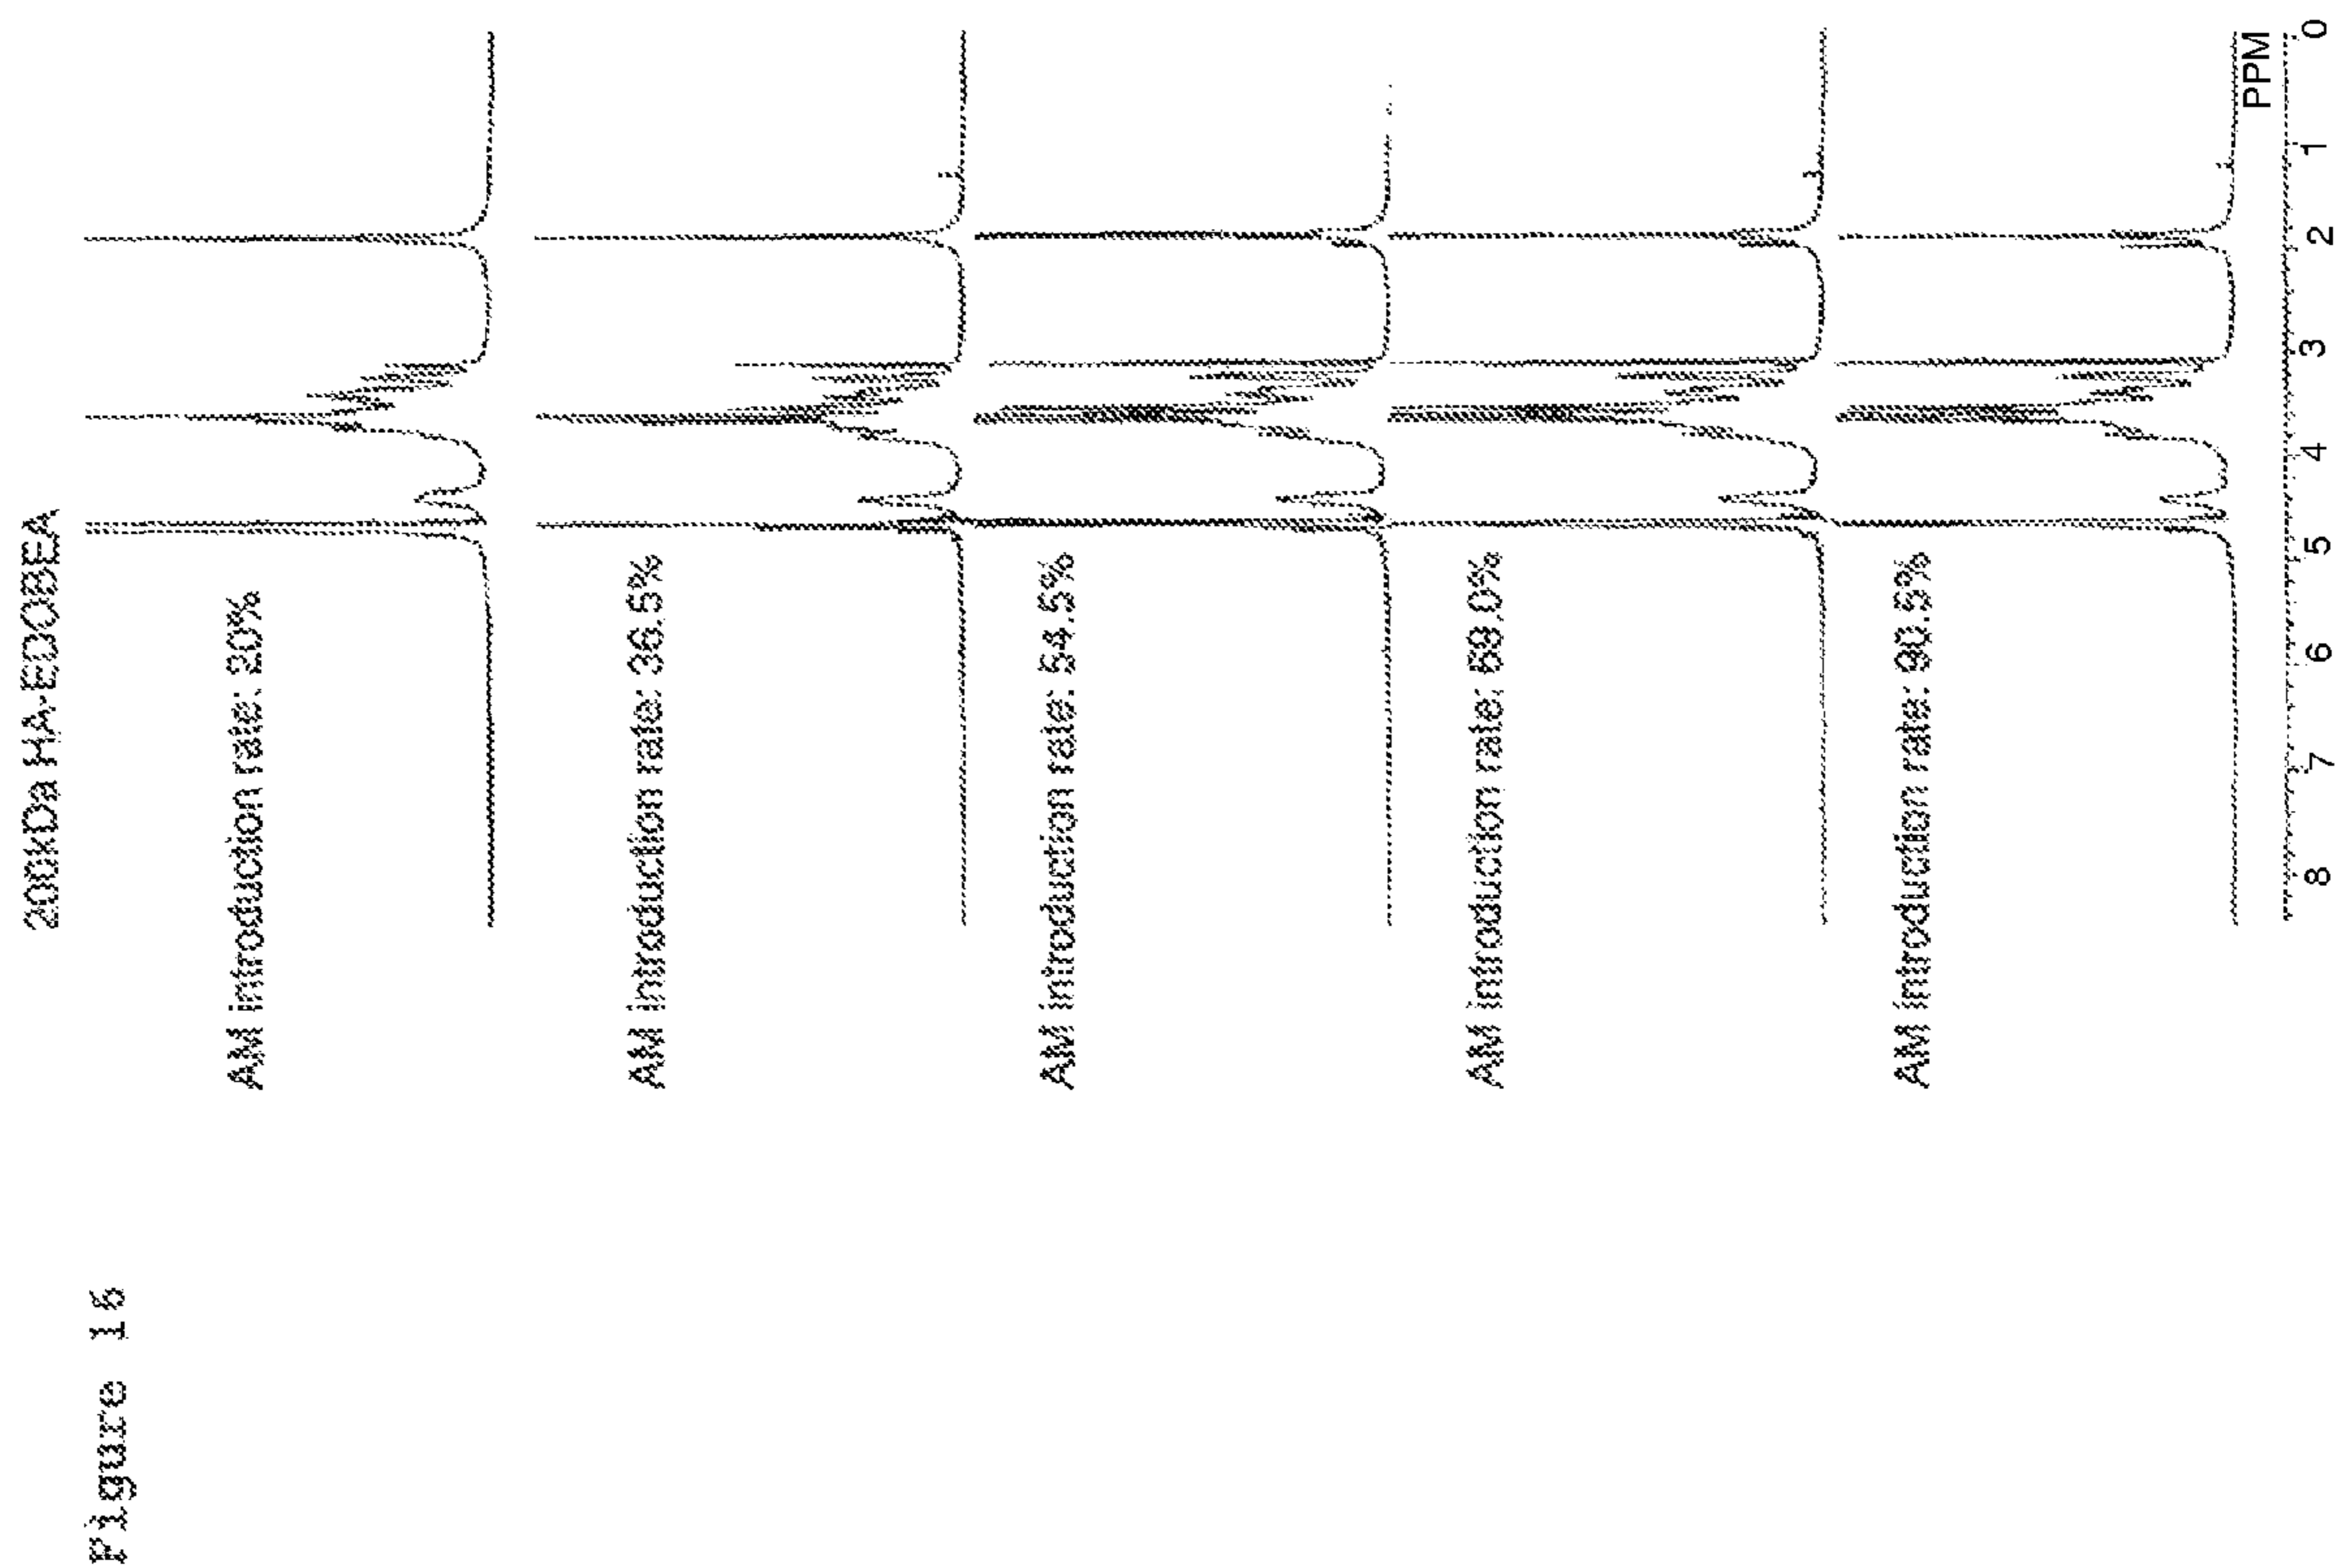 Figure
200kDa HA-EDOBEA
AM introduction rate: 20%
AM introduction rate: 36.5%
AM introduction rate: 54.5%
AM introduction rate: 69.0%
AM introduction rate: 90.5%
PPM
8 7 6 5 4 3 2 1 0